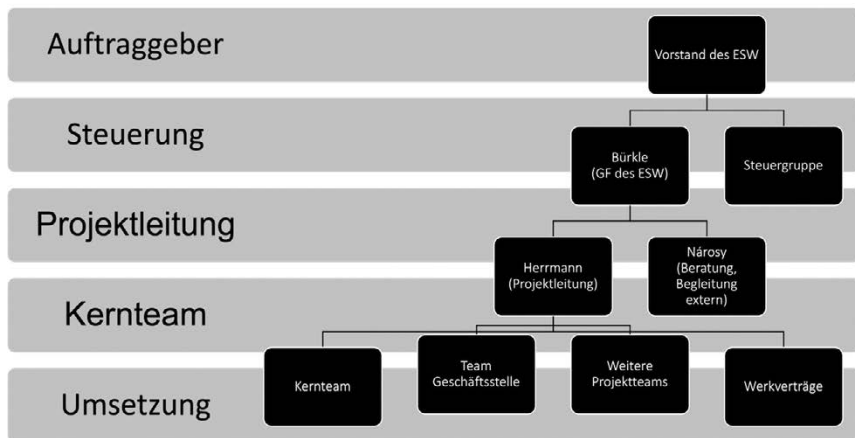 Auftraggeber
Vorstand des ESW
Steuerung
Bürkle
(GF des ESW)
Steuergruppe
Projektleitung
Herrmann
(Projektleitung)
Nárosy
(Beratung,
Begleitung
extern)
Kernteam
Kernteam
Team
Geschäftsstelle
Weitere
Projektteams
Werkverträge
Umsetzung